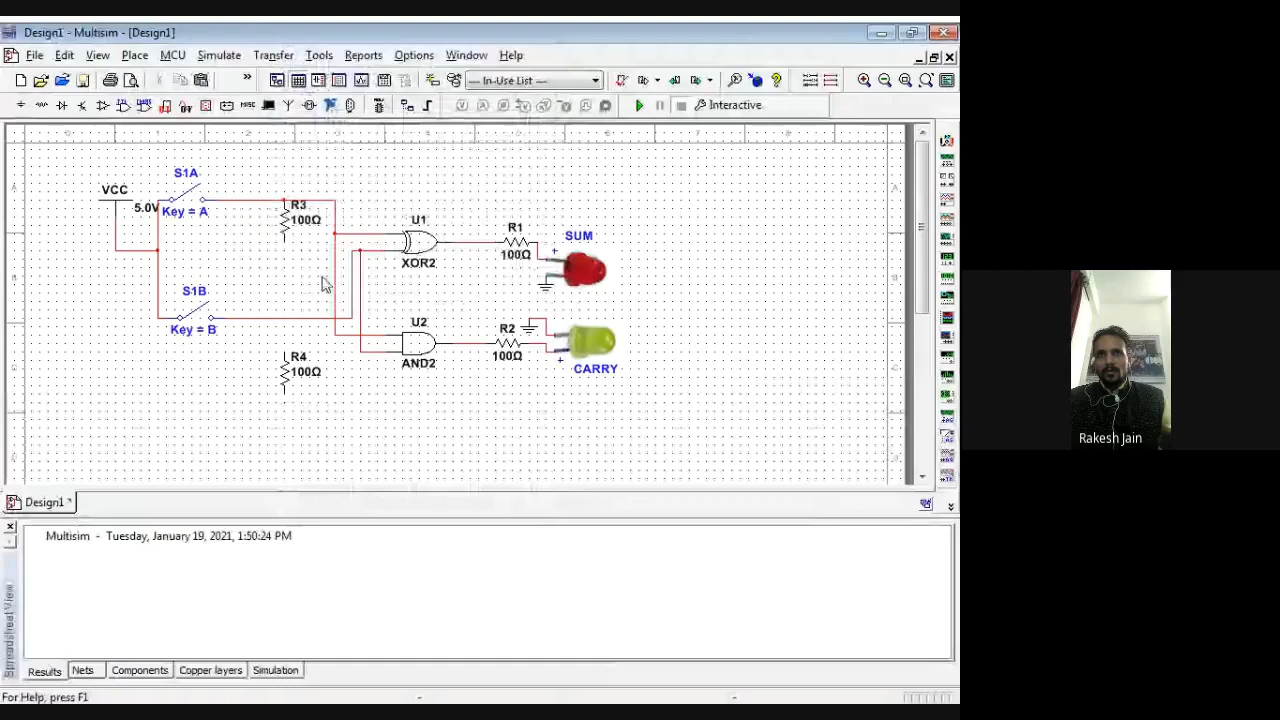 Design1 - Multisim - [Design1]
File Edit View Place MCU Simulate Transfer Tools Reports Options Window Help
--- In-Use List ---
Interactive
S1A
VCC
5.0V
Key = A
R3
100Ω
U1
XOR2
R1
100Ω
SUM
S1B
Key = B
U2
AND2
R2
100Ω
CARRY
R4
100Ω
Design1 *
Multisim - Tuesday, January 19, 2021, 1:50:24 PM
Spreadsheet View
Results Nets Components Copper layers Simulation
For Help, press F1
Rakesh Jain